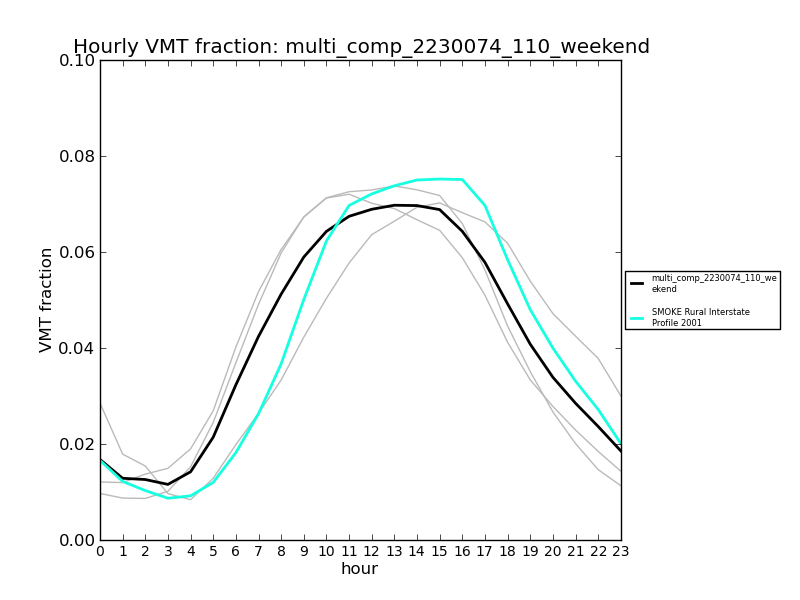 Hourly VMT fraction: multi_comp_2230074_110_weekend
0.10
0.08
0.06
0.04
0.02
0.00
VMT fraction
0 1 2 3 4 5 6 7 8 9 10 11 12 13 14 15 16 17 18 19 20 21 22 23
hour
multi_comp_2230074_110_we
ekend
SMOKE Rural Interstate
Profile 2001